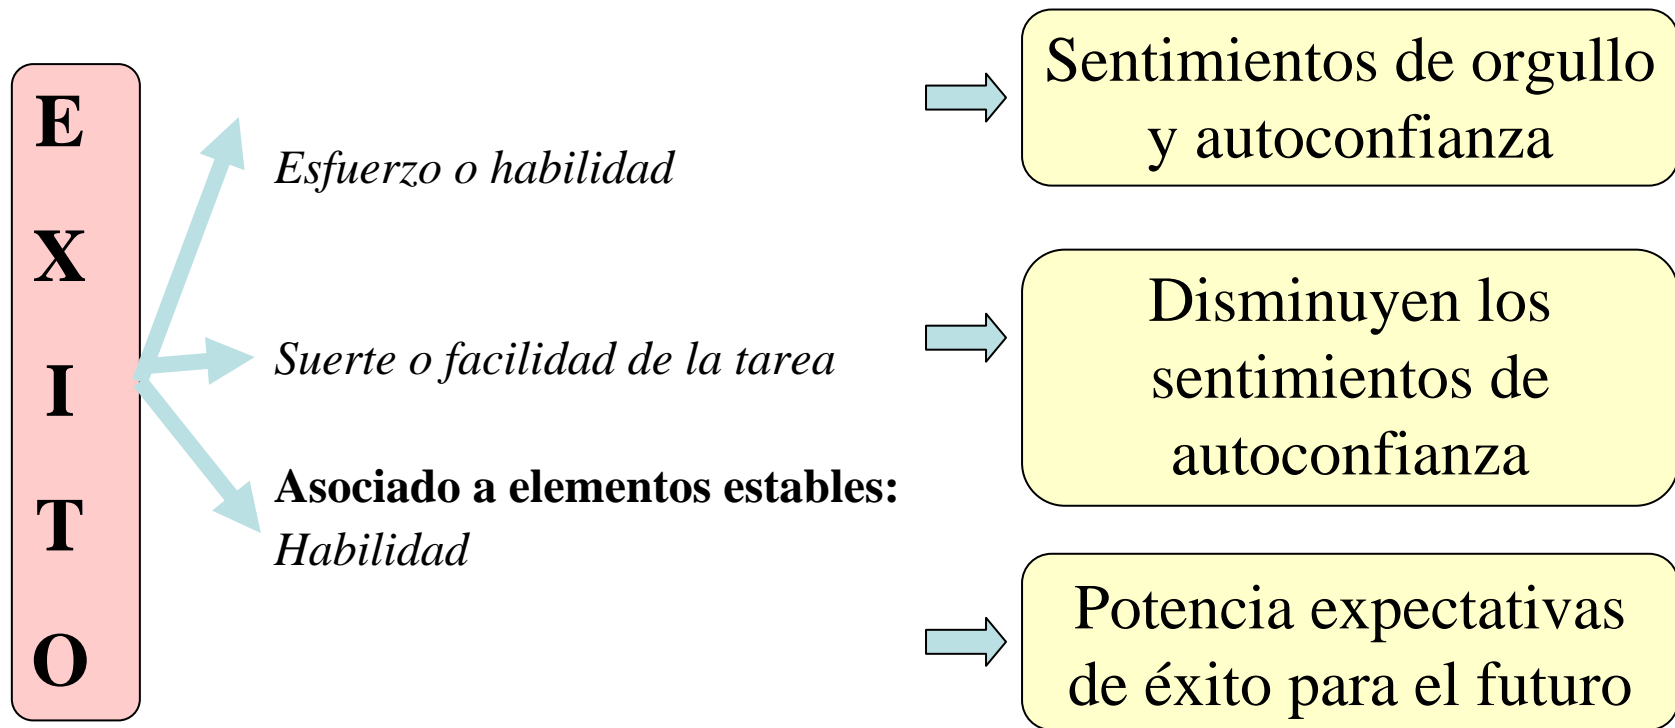 E
X
I
T
O
Esfuerzo o habilidad
Sentimientos de orgullo
y autoconfianza
Suerte o facilidad de la tarea
Disminuyen los
sentimientos de
autoconfianza
Asociado a elementos estables:
Habilidad
Potencia expectativas
de éxito para el futuro